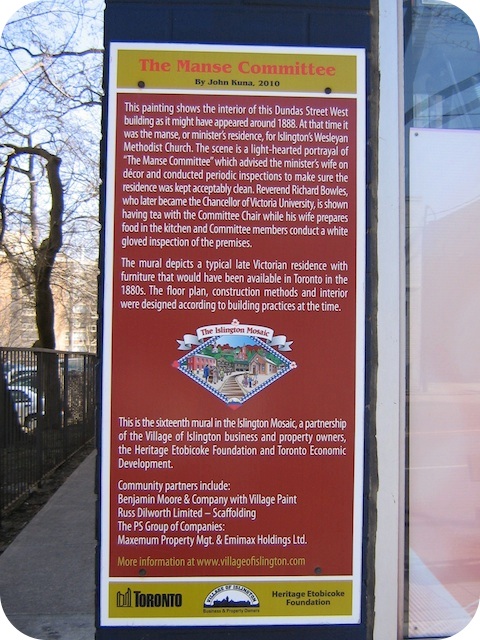 The Manse Committee
By John Kuna, 2010
This painting shows the interior of this Dundas Street West
building as it might have appeared around 1888. At that time it
was the manse, or minister's residence, for Islington's Wesleyan
Methodist Church. The scene is a light-hearted portrayal of
"The Manse Committee" which advised the minister's wife on
décor and conducted periodic inspections to make sure the
residence was kept acceptably clean. Reverend Richard Bowles,
who later became the Chancellor of Victoria University, is shown
having tea with the Committee Chair while his wife prepares
food in the kitchen and Committee members conduct a white
gloved inspection of the premises.
The mural depicts a typical late Victorian residence with
furniture that would have been available in Toronto in the
1880s. The floor plan, construction methods and interior
were designed according to building practices at the time.
The Islington Mosaic
This is the sixteenth mural in the Islington Mosaic, a partnership
of the Village of Islington business and property owners,
the Heritage Etobicoke Foundation and Toronto Economic
Development.
Community partners include:
Benjamin Moore & Company with Village Paint
Russ Dilworth Limited – Scaffolding
The PS Group of Companies:
Maxemum Property Mgt. & Emimax Holdings Ltd.
More information at www.villageofislington.com
TORONTO
VILLAGE OF ISLINGTON
Business & Property Owners
Heritage Etobicoke
Foundation